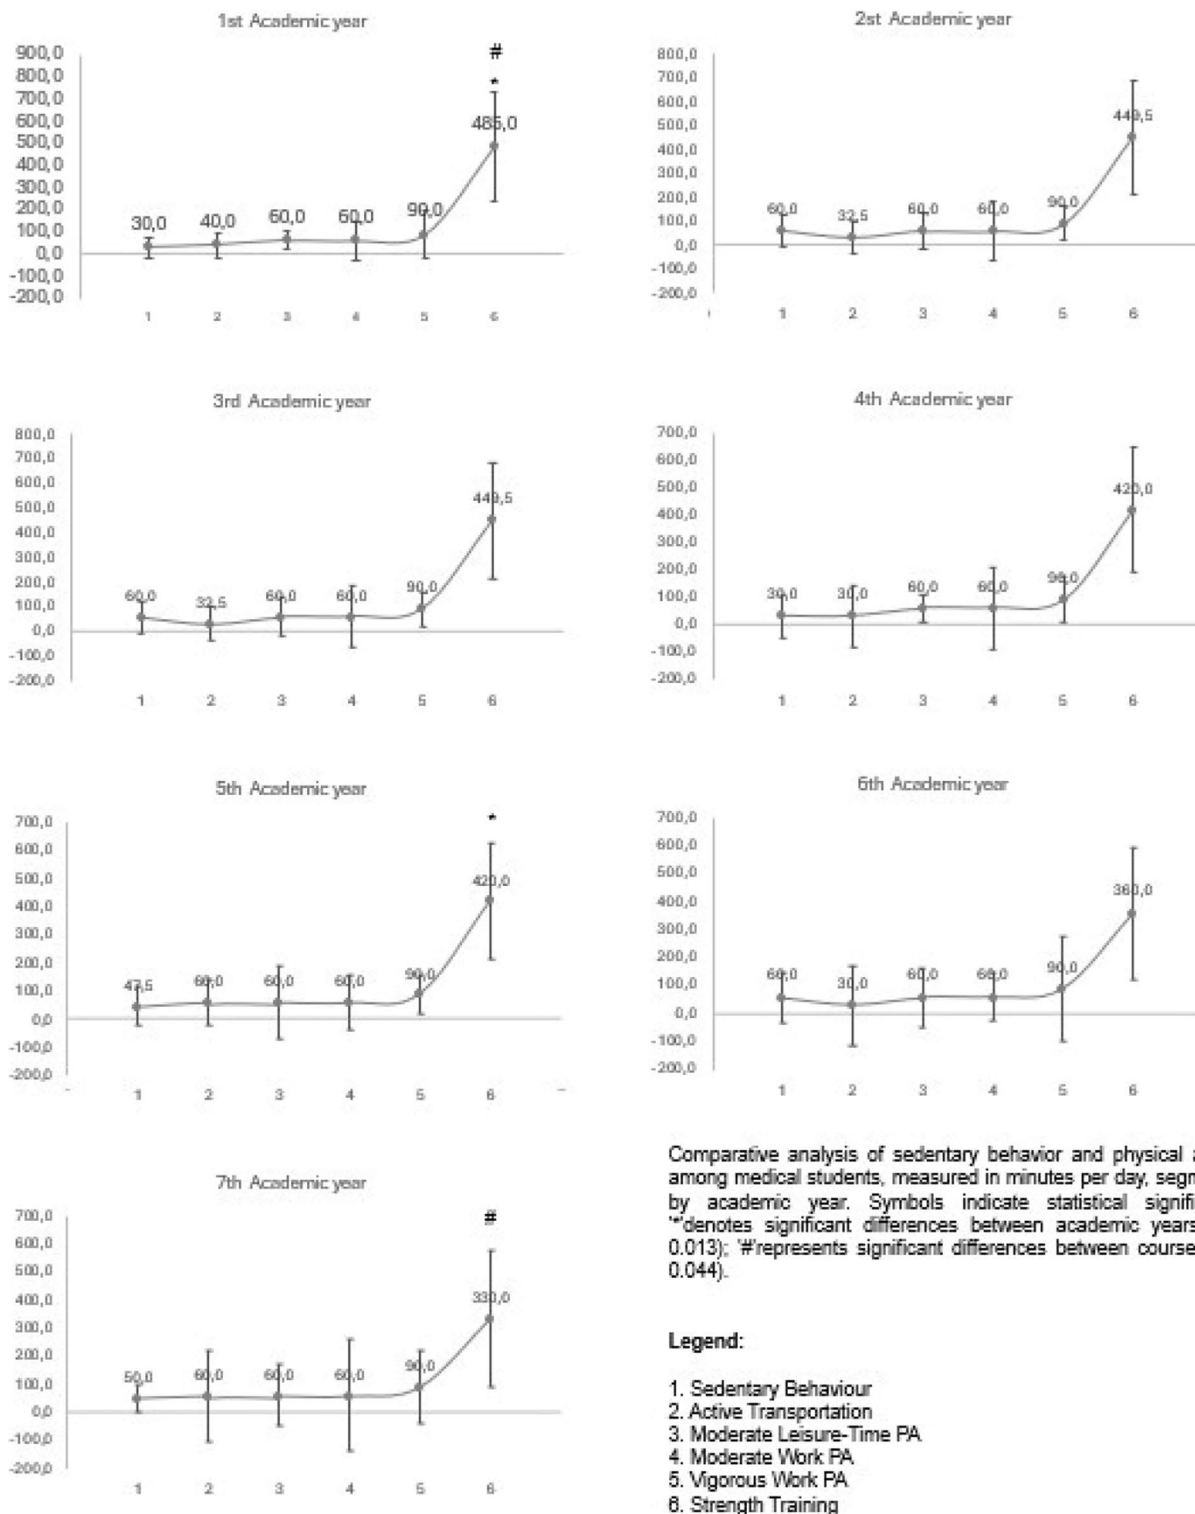 1st Academic year
900,0
800,0
700,0
600,0
500,0
400,0
300,0
200,0
100,0
0,0
-100,0
-200,0
#
*
485,0
30,0 40,0 60,0 60,0 90,0
1 2 3 4 5 6
2st Academic year
800,0
700,0
600,0
500,0
400,0
300,0
200,0
100,0
0,0
-100,0
-200,0
449,5
60,0 32,5 60,0 60,0 90,0
1 2 3 4 5 6
3rd Academic year
800,0
700,0
600,0
500,0
400,0
300,0
200,0
100,0
0,0
-100,0
-200,0
449,5
60,0 32,5 60,0 60,0 90,0
1 2 3 4 5 6
4th Academic year
700,0
600,0
500,0
400,0
300,0
200,0
100,0
0,0
-100,0
-200,0
420,0
30,0 30,0 60,0 60,0 90,0
1 2 3 4 5 6
5th Academic year
700,0
600,0
500,0
400,0
300,0
200,0
100,0
0,0
-100,0
-200,0
*
420,0
47,5 60,0 60,0 60,0 90,0
1 2 3 4 5 6
6th Academic year
700,0
600,0
500,0
400,0
300,0
200,0
100,0
0,0
-100,0
-200,0
360,0
60,0 30,0 60,0 60,0 90,0
1 2 3 4 5 6
7th Academic year
700,0
600,0
500,0
400,0
300,0
200,0
100,0
0,0
-100,0
-200,0
#
330,0
50,0 60,0 60,0 60,0 90,0
1 2 3 4 5 6
Comparative analysis of sedentary behavior and physical
among medical students, measured in minutes per day,
by academic year. Symbols indicate statistical
'*'denotes significant differences between academic years
0.013); '#'represents significant differences between course
0.044).
Legend:
1. Sedentary Behaviour
2. Active Transportation
3. Moderate Leisure-Time PA
4. Moderate Work PA
5. Vigorous Work PA
6. Strength Training